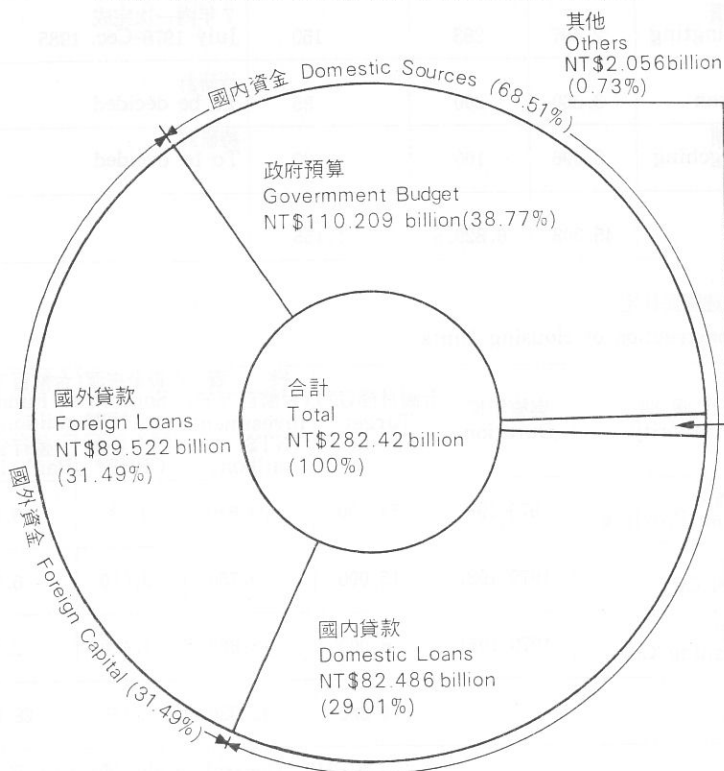 其他
Others
NT$2.056billion
(0.73%)
國內資金 Domestic Sources (68.51%)
政府預算
Govermment Budget
NT$110.209 billion(38.77%)
國外貸款
Foreign Loans
NT$89.522 billion
(31.49%)
合計
Total
NT$282.42 billion
(100%)
國外資金 Foreign Capital (31.49%)
國內貸款
Domestic Loans
NT$82.486 billion
(29.01%)